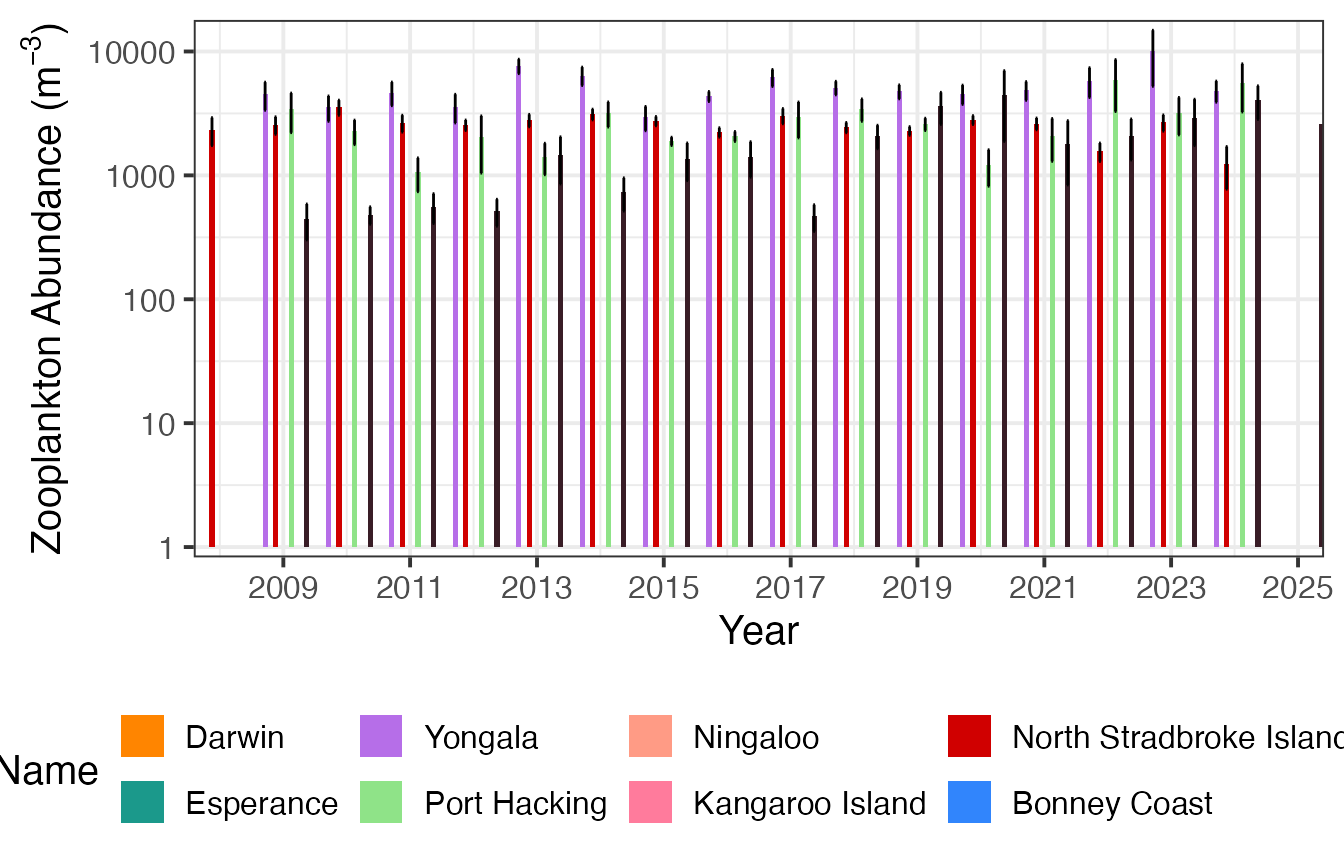 Zooplankton Abundance (m⁻³)
10000
1000
100
10
1
2009 2011 2013 2015 2017 2019 2021 2023 2025
Year
Name
Darwin Yongala Ningaloo North Stradbroke Island
Esperance Port Hacking Kangaroo Island Bonney Coast